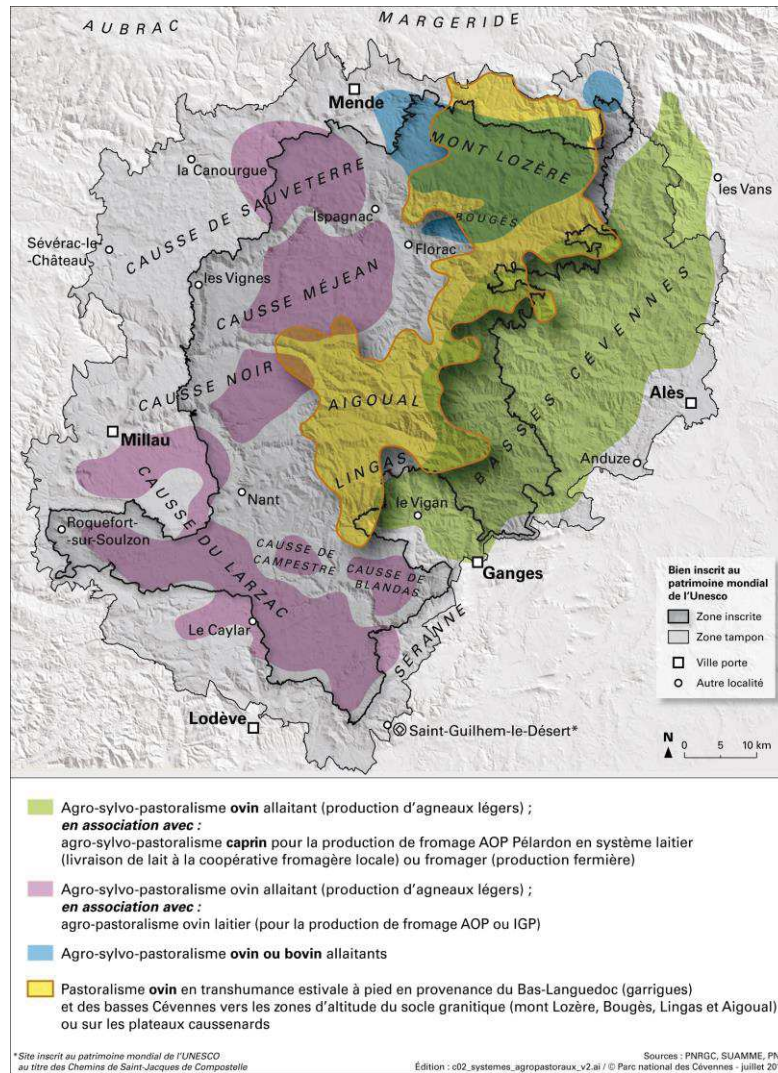 AUBRAC
MARGERIDE
Mende
MONT LOZÈRE
la Canourgue
les Vans
CAUSSE DE SAUVETERRE
Ispagnac
BOUGÈS
Sévérac-le
-Château
Florac
les Vignes
CAUSSE MÉJEAN
BASSES CÉVENNES
CAUSSE NOIR
AIGOUAL
Alès
Millau
LINGAS
Anduze
CAUSSE DU LARZAC
Nant
le Vigan
Roquefort-
-sur-Soulzon
CAUSSE DE
CAMPESTRE
CAUSSE DE
BLANDAS
Ganges
Le Caylar
SÉRANNE
Lodève
Saint-Guilhem-le-Désert*
Bien inscrit au
patrimoine mondial
de l'Unesco
Zone inscrite
Zone tampon
Ville porte
Autre localité
N
0 5 10 km
Agro-sylvo-pastoralisme ovin allaitant (production d'agneaux légers) ;
en association avec :
agro-sylvo-pastoralisme caprin pour la production de fromage AOP Pélardon en système laitier
(livraison de lait à la coopérative fromagère locale) ou fromager (production fermière)
Agro-sylvo-pastoralisme ovin allaitant (production d'agneaux légers) ;
en association avec :
agro-pastoralisme ovin laitier (pour la production de fromage AOP ou IGP)
Agro-sylvo-pastoralisme ovin ou bovin allaitants
Pastoralisme ovin en transhumance estivale à pied en provenance du Bas-Languedoc (garrigues)
et des basses Cévennes vers les zones d'altitude du socle granitique (mont Lozère, Bougès, Lingas et Aigoual)
ou sur les plateaux caussenards
*Site inscrit au patrimoine mondial de l'UNESCO
au titre des Chemins de Saint-Jacques de Compostelle
Sources : PNRGC, SUAMME, PN
Édition : c02_systemes_agropastoraux_v2.ai / © Parc national des Cévennes - juillet 20